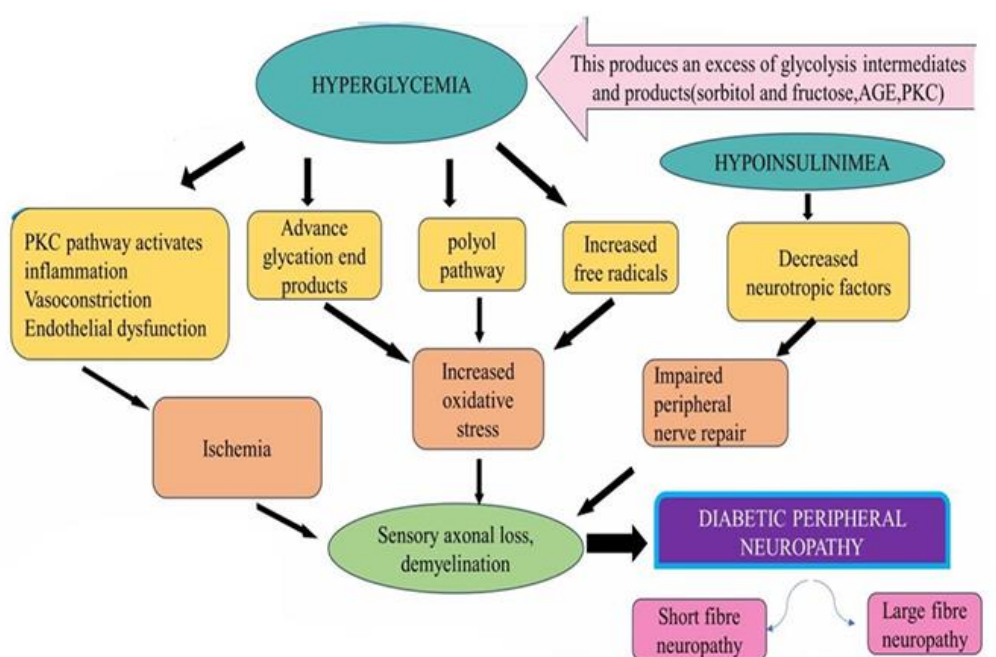 HYPERGLYCEMIA
This produces an excess of glycolysis intermediates
and products(sorbitol and fructose,AGE,PKC)
HYPOINSULINIMEA
PKC pathway activates
inflammation
Vasoconstriction
Endothelial dysfunction
Advance
glycation end
products
polyol
pathway
Increased
free radicals
Decreased
neurotropic factors
Ischemia
Increased
oxidative
stress
Impaired
peripheral
nerve repair
Sensory axonal loss,
demyelination
DIABETIC PERIPHERAL
NEUROPATHY
Short fibre
neuropathy
Large fibre
neuropathy